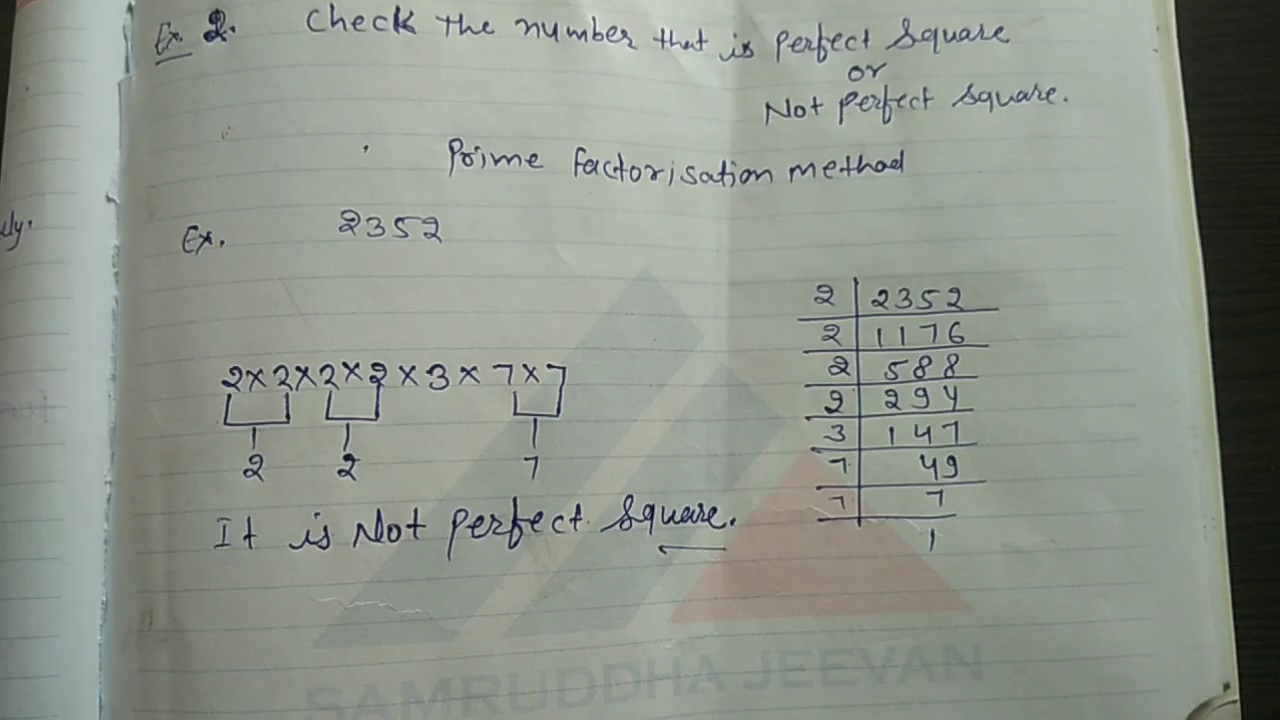 Ex. 2. Check the number that is perfect Square
or
Not perfect square.
Prime factorisation method
Ex. 2352
2 | 2352
2 | 1176
2 | 588
2 | 294
3 | 147
7 | 49
7 | 7
1
2×2×2×2×3×7×7
2 2 7
It is Not perfect Square.
SAMRUDDHA JEEVAN